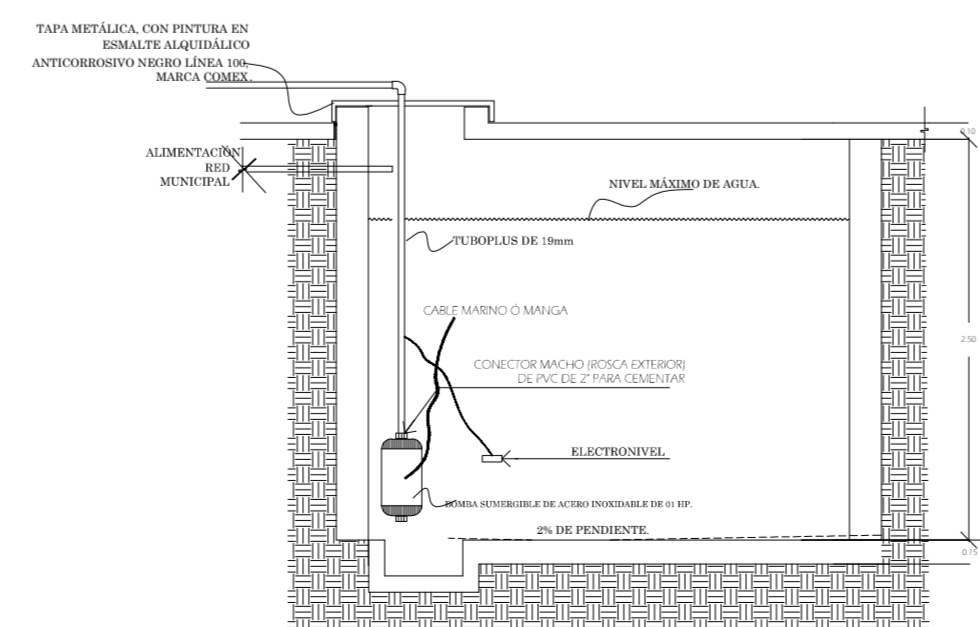 TAPA METÁLICA, CON PINTURA EN
ESMALTE ALQUIDÁLICO
ANTICORROSIVO NEGRO LÍNEA 100,
MARCA COMEX.
0.10
ALIMENTACIÓN
RED
MUNICIPAL
NIVEL MÁXIMO DE AGUA.
TUBOPLUS DE 19mm
CABLE MARINO Ó MANGA
2.50
CONECTOR MACHO (ROSCA EXTERIOR)
DE PVC DE 2" PARA CEMENTAR
ELECTRONIVEL
BOMBA SUMERGIBLE DE ACERO INOXIDABLE DE 01 HP.
2% DE PENDIENTE.
0.15